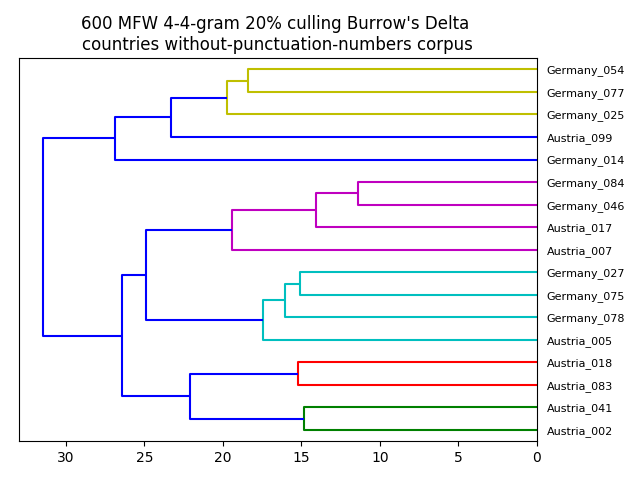 600 MFW 4-4-gram 20% culling Burrow's Delta
countries without-punctuation-numbers corpus
Germany_054
Germany_077
Germany_025
Austria_099
Germany_014
Germany_084
Germany_046
Austria_017
Austria_007
Germany_027
Germany_075
Germany_078
Austria_005
Austria_018
Austria_083
Austria_041
Austria_002
30 25 20 15 10 5 0